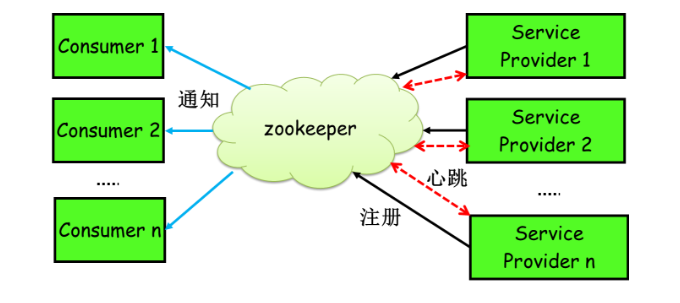 Consumer 1
通知
Consumer 2
.....
Consumer n
zookeeper
Service
Provider 1
Service
Provider 2
心跳
.....
注册
Service
Provider n